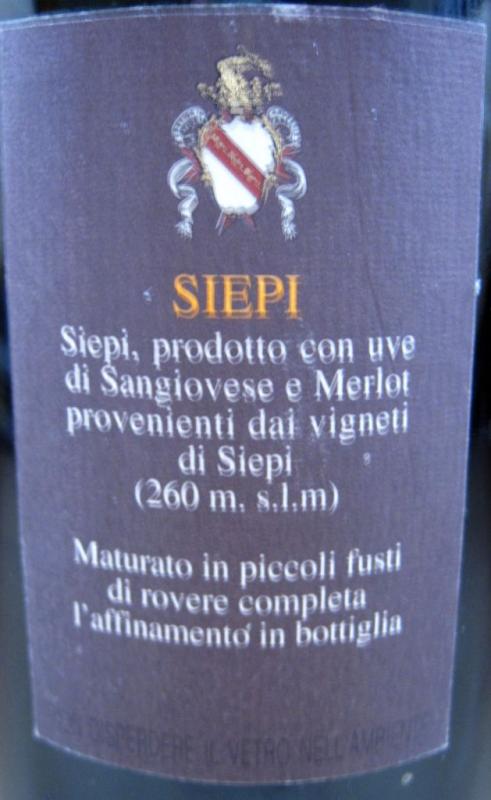 SIEPI
Siepi, prodotto con uve
di Sangiovese e Merlot
provenienti dai vigneti
di Siepi
(260 m. s.l.m)
Maturato in piccoli fusti
di rovere completa
l'affinamento in bottiglia
DISPERDERE IL VETRO NELL'AMBIENTE